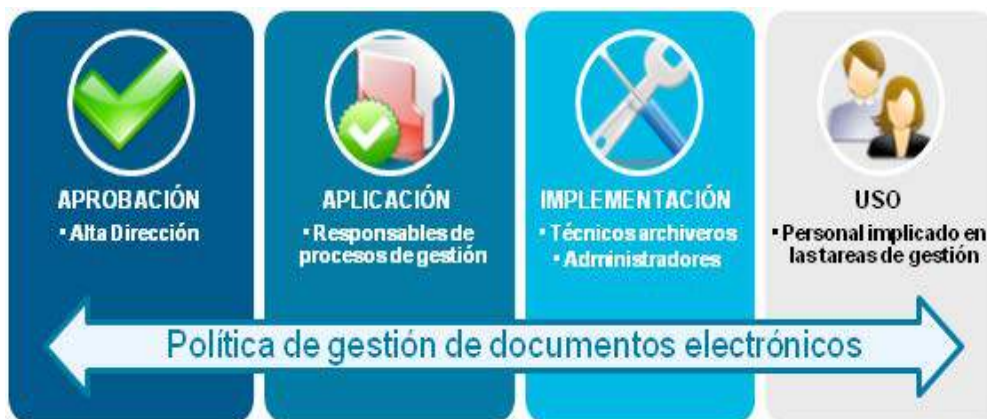 APROBACIÓN
▪ Alta Dirección
APLICACIÓN
▪ Responsables de
procesos de gestión
IMPLEMENTACIÓN
▪ Técnicos archiveros
▪ Administradores
USO
▪ Personal implicado en
las tareas de gestión
Política de gestión de documentos electrónicos